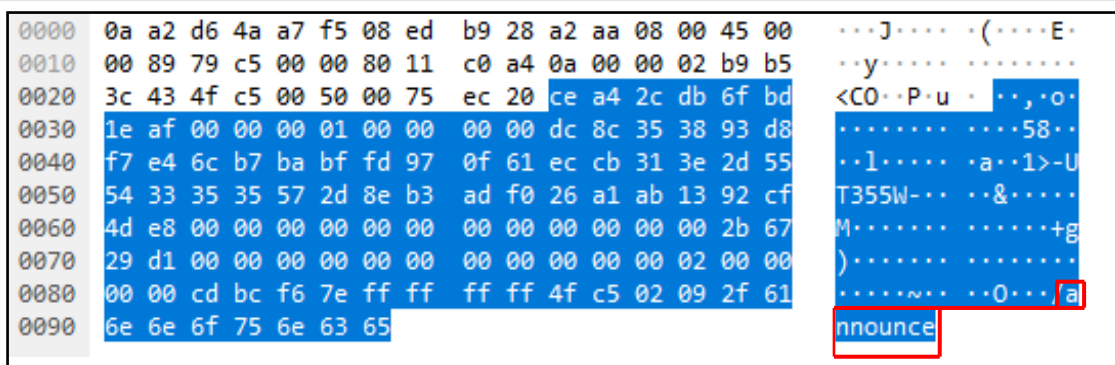 0000 0a a2 d6 4a a7 f5 08 ed b9 28 a2 aa 08 00 45 00 ···J···· ·(····E·
0010 00 89 79 c5 00 00 80 11 c0 a4 0a 00 00 02 b9 b5 ··y····· ········
0020 3c 43 4f c5 00 50 00 75 ec 20 ce a4 2c db 6f bd <CO··P·u · ··,·o·
0030 1e af 00 00 00 01 00 00 00 00 dc 8c 35 38 93 d8 ········ ····58··
0040 f7 e4 6c b7 ba bf fd 97 0f 61 ec cb 31 3e 2d 55 ··l····· ·a··1>-U
0050 54 33 35 35 57 2d 8e b3 ad f0 26 a1 ab 13 92 cf T355W-·· ··&·····
0060 4d e8 00 00 00 00 00 00 00 00 00 00 00 00 2b 67 M······· ······+g
0070 29 d1 00 00 00 00 00 00 00 00 00 00 00 02 00 00 )······· ········
0080 00 00 cd bc f6 7e ff ff ff ff 4f c5 02 09 2f 61 ·····~·· ··O···/a
0090 6e 6e 6f 75 6e 63 65 nnounce